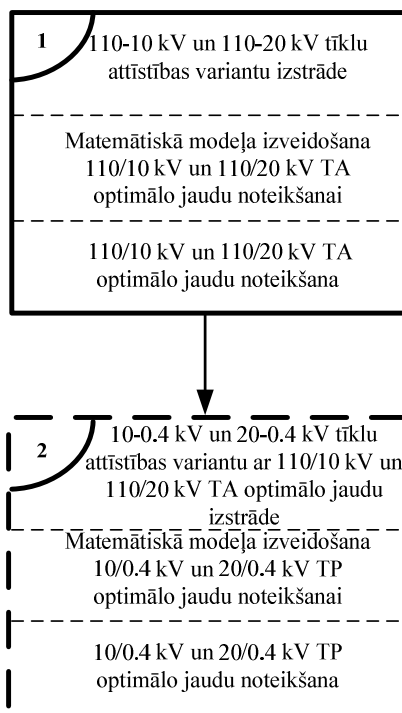 1
110-10 kV un 110-20 kV tīklu
attīstības variantu izstrāde
Matemātiskā modeļa izveidošana
110/10 kV un 110/20 kV TA
optimālo jaudu noteikšanai
110/10 kV un 110/20 kV TA
optimālo jaudu noteikšana
2
10-0.4 kV un 20-0.4 kV tīklu
attīstības variantu ar 110/10 kV un
110/20 kV TA optimālo jaudu
izstrāde
Matemātiskā modeļa izveidošana
10/0.4 kV un 20/0.4 kV TP
optimālo jaudu noteikšanai
10/0.4 kV un 20/0.4 kV TP
optimālo jaudu noteikšana